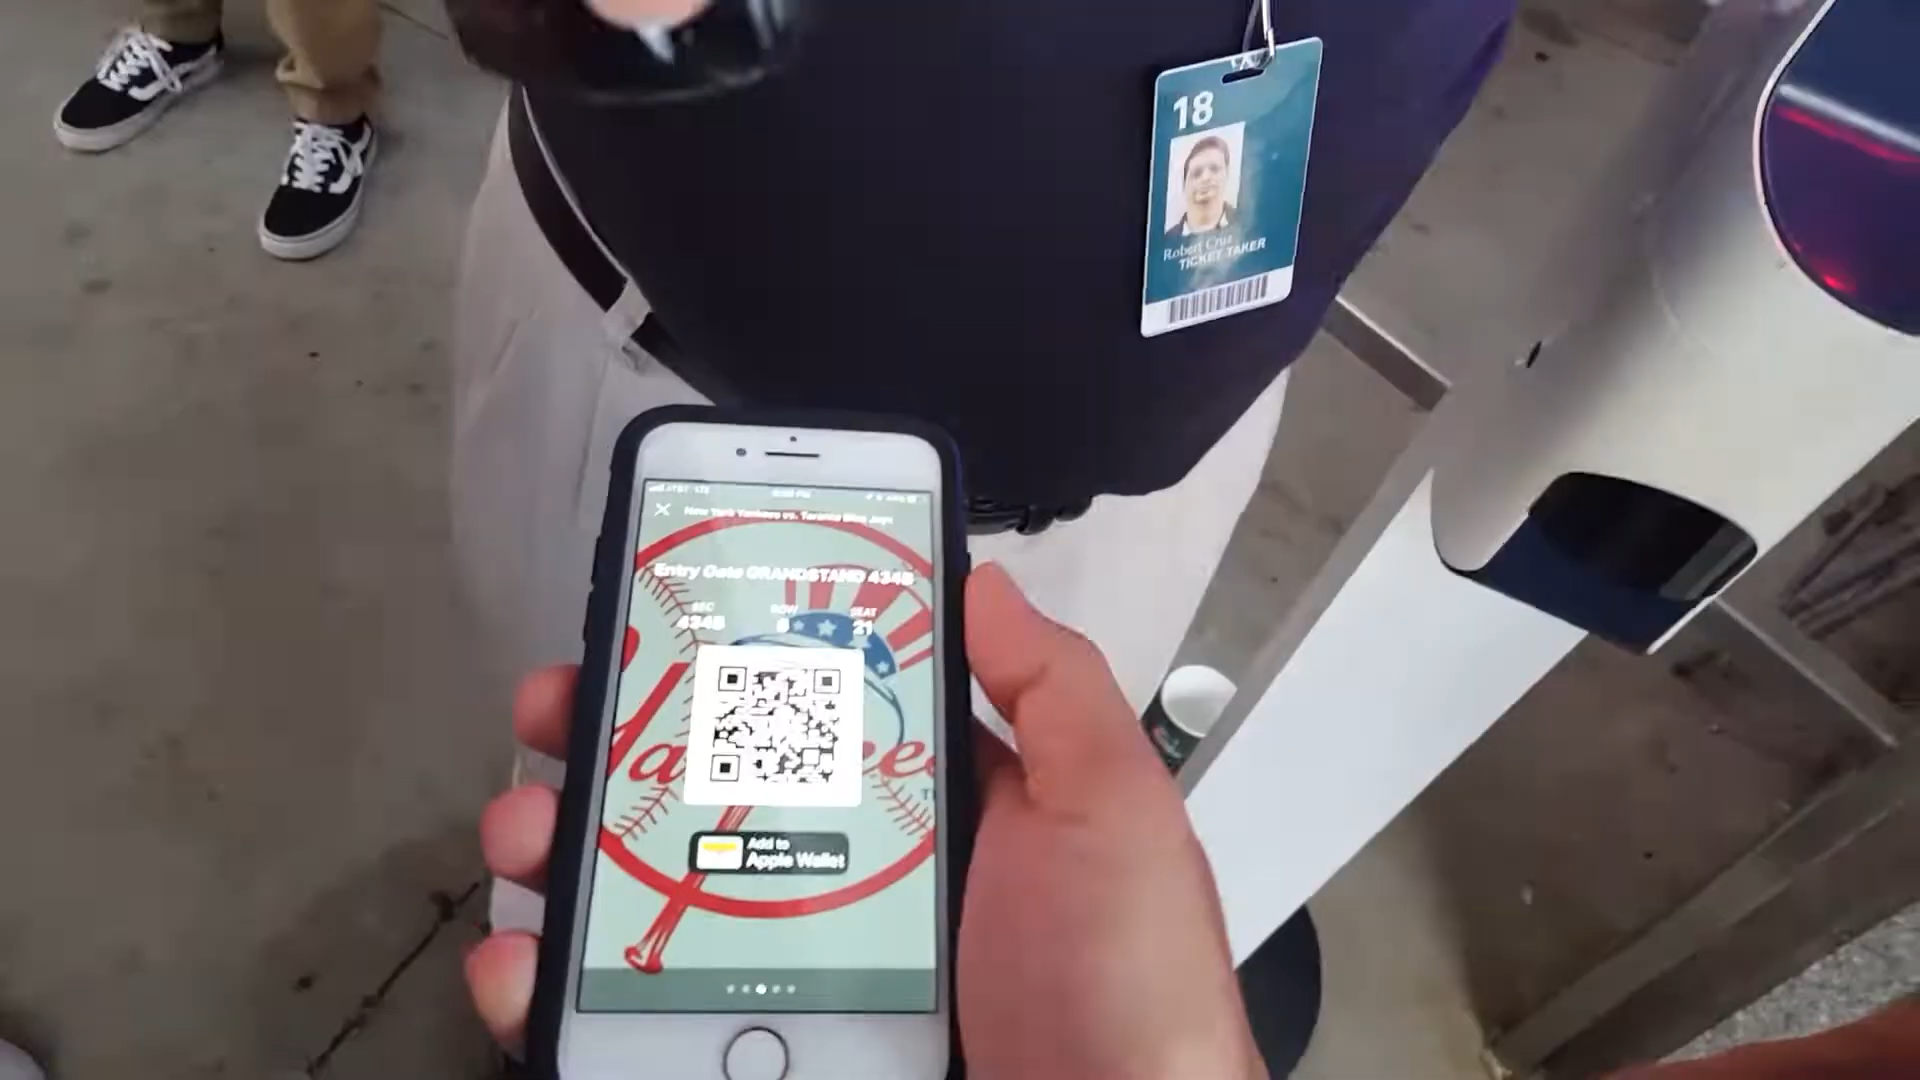 18
Robert Cruz
TICKET TAKER
New York Yankees vs. Toronto Blue Jays
Entry Gate GRANDSTAND 434B
SEC ROW SEAT
434B 21
Yankees
Add to
Apple Wallet